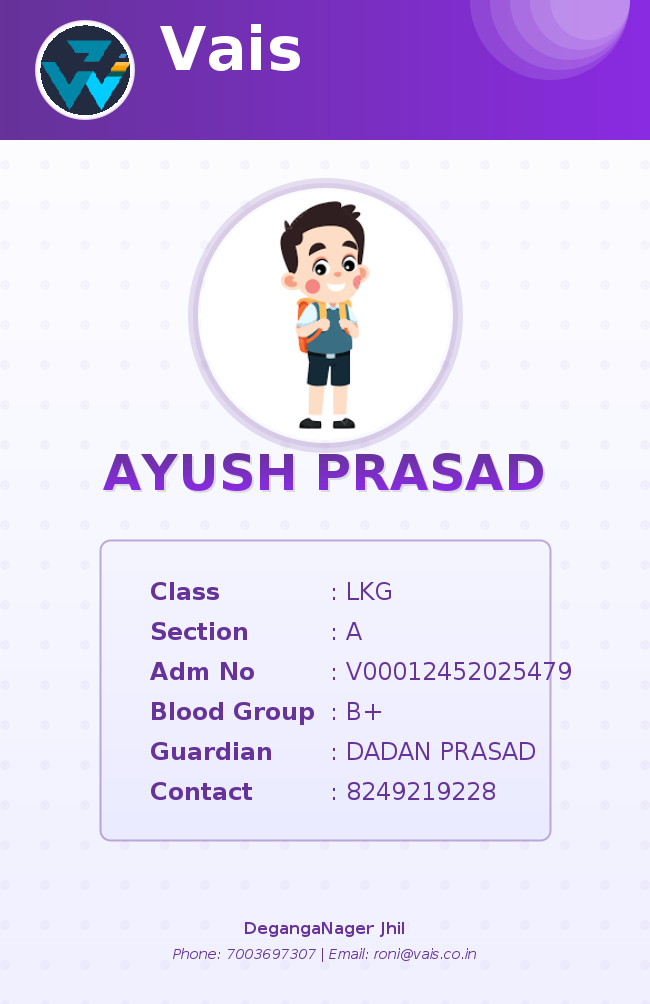 Vais
AYUSH PRASAD
Class : LKG
Section : A
Adm No : V00012452025479
Blood Group : B+
Guardian : DADAN PRASAD
Contact : 8249219228
DegangaNager Jhil
Phone: 7003697307 | Email: roni@vais.co.in